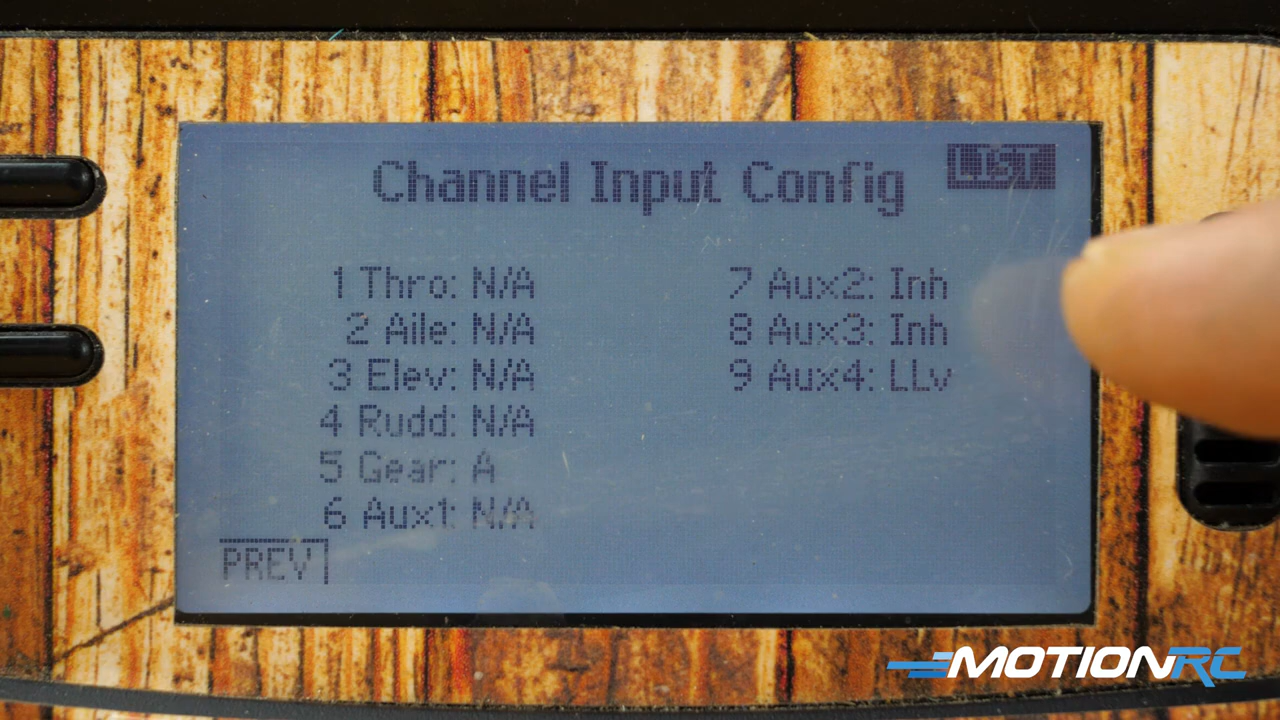 Channel Input Config
LIST
1 Thro: N/A
2 Aile: N/A
3 Elev: N/A
4 Rudd: N/A
5 Gear: A
6 Aux1: N/A
7 Aux2: Inh
8 Aux3: Inh
9 Aux4: LLv
PREV
MOTIONRC